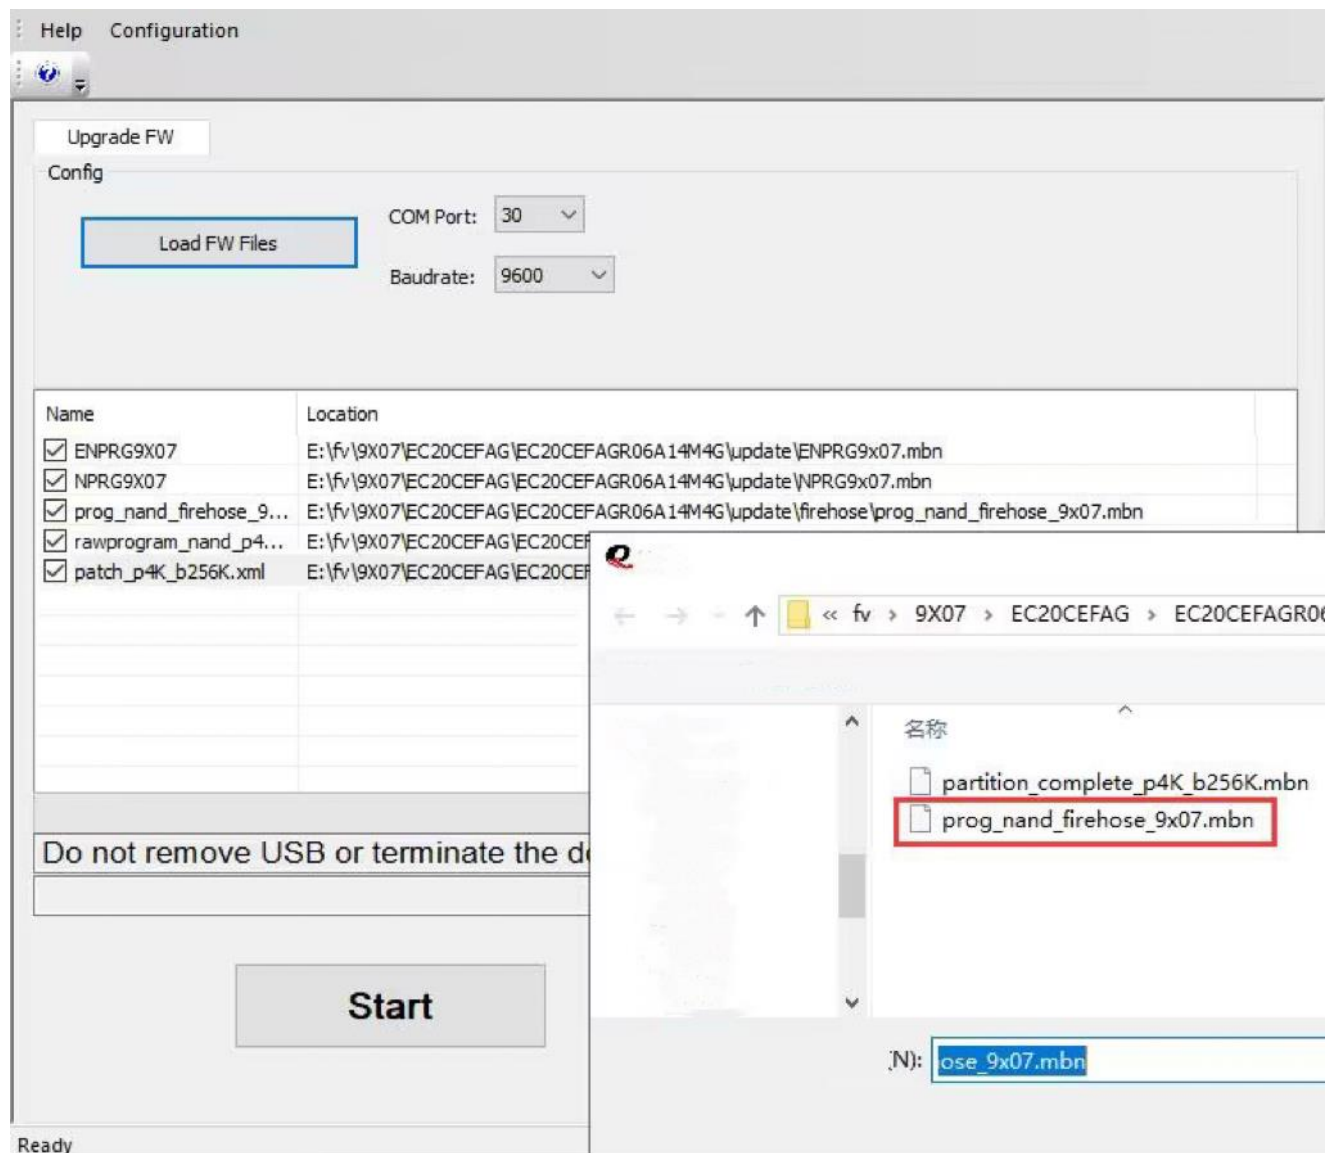 Help Configuration
Upgrade FW
Config
Load FW Files
COM Port: 30
Baudrate: 9600
Name Location
ENPRG9X07 E:\fv\9X07\EC20CEFAG\EC20CEFAGR06A14M4G\update\ENPRG9x07.mbn
NPRG9X07 E:\fv\9X07\EC20CEFAG\EC20CEFAGR06A14M4G\update\NPRG9x07.mbn
prog_nand_firehose_9... E:\fv\9X07\EC20CEFAG\EC20CEFAGR06A14M4G\update\firehose\prog_nand_firehose_9x07.mbn
rawprogram_nand_p4... E:\fv\9X07\EC20CEFAG\EC20CEF
patch_p4K_b256K.xml E:\fv\9X07\EC20CEFAG\EC20CEF
« fv > 9X07 > EC20CEFAG > EC20CEFAGR06
名称
partition_complete_p4K_b256K.mbn
prog_nand_firehose_9x07.mbn
Do not remove USB or terminate the d
Start
N): ose_9x07.mbn
Ready